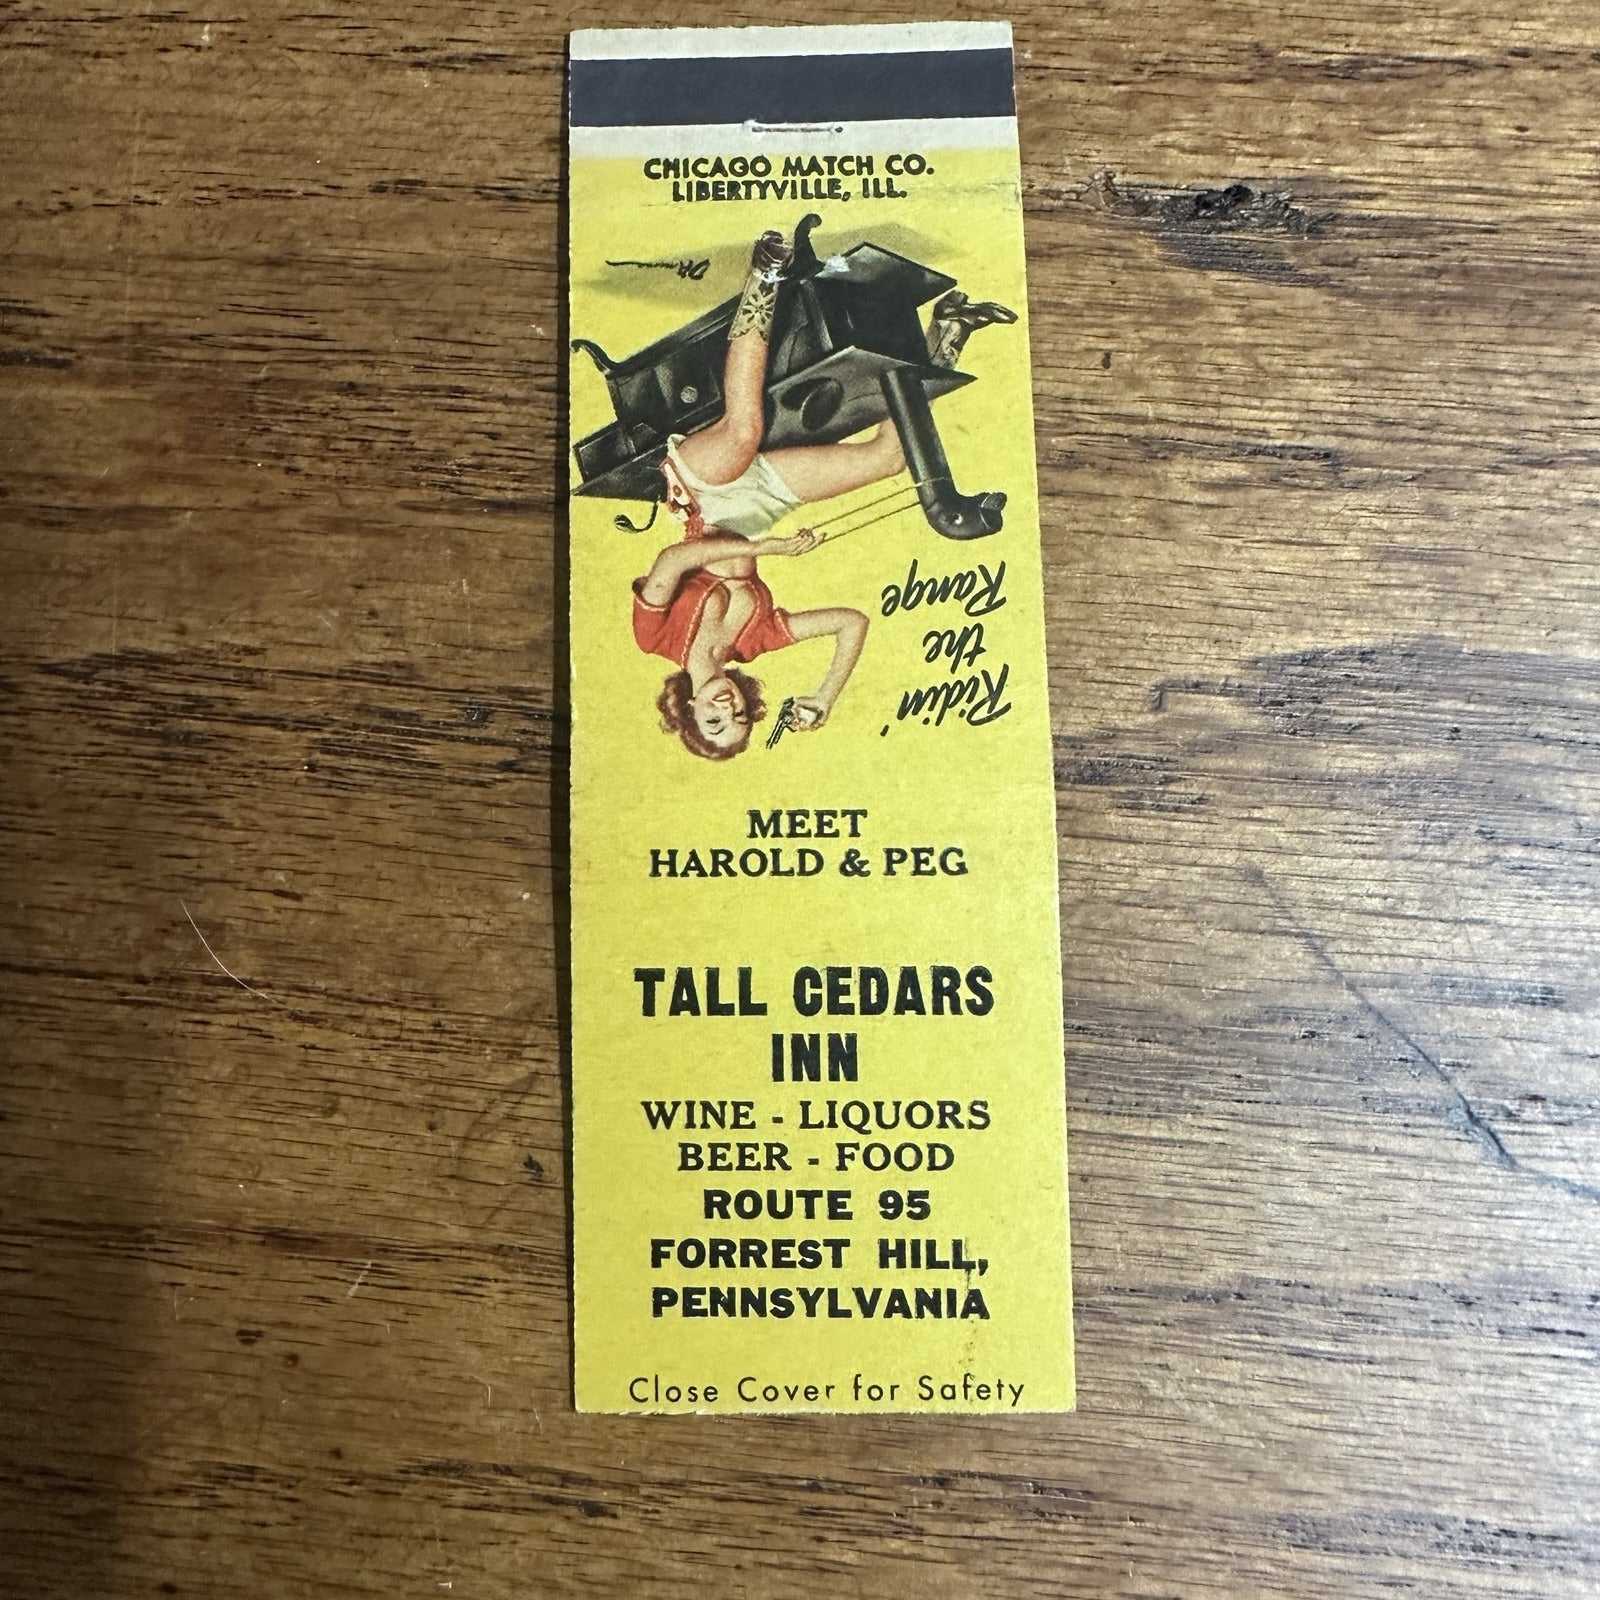 CHICAGO MATCH CO.
LIBERTYVILLE, ILL.
Ridin'
the
Range
MEET
HAROLD & PEG
TALL CEDARS
INN
WINE - LIQUORS
BEER - FOOD
ROUTE 95
FORREST HILL,
PENNSYLVANIA
Close Cover for Safety